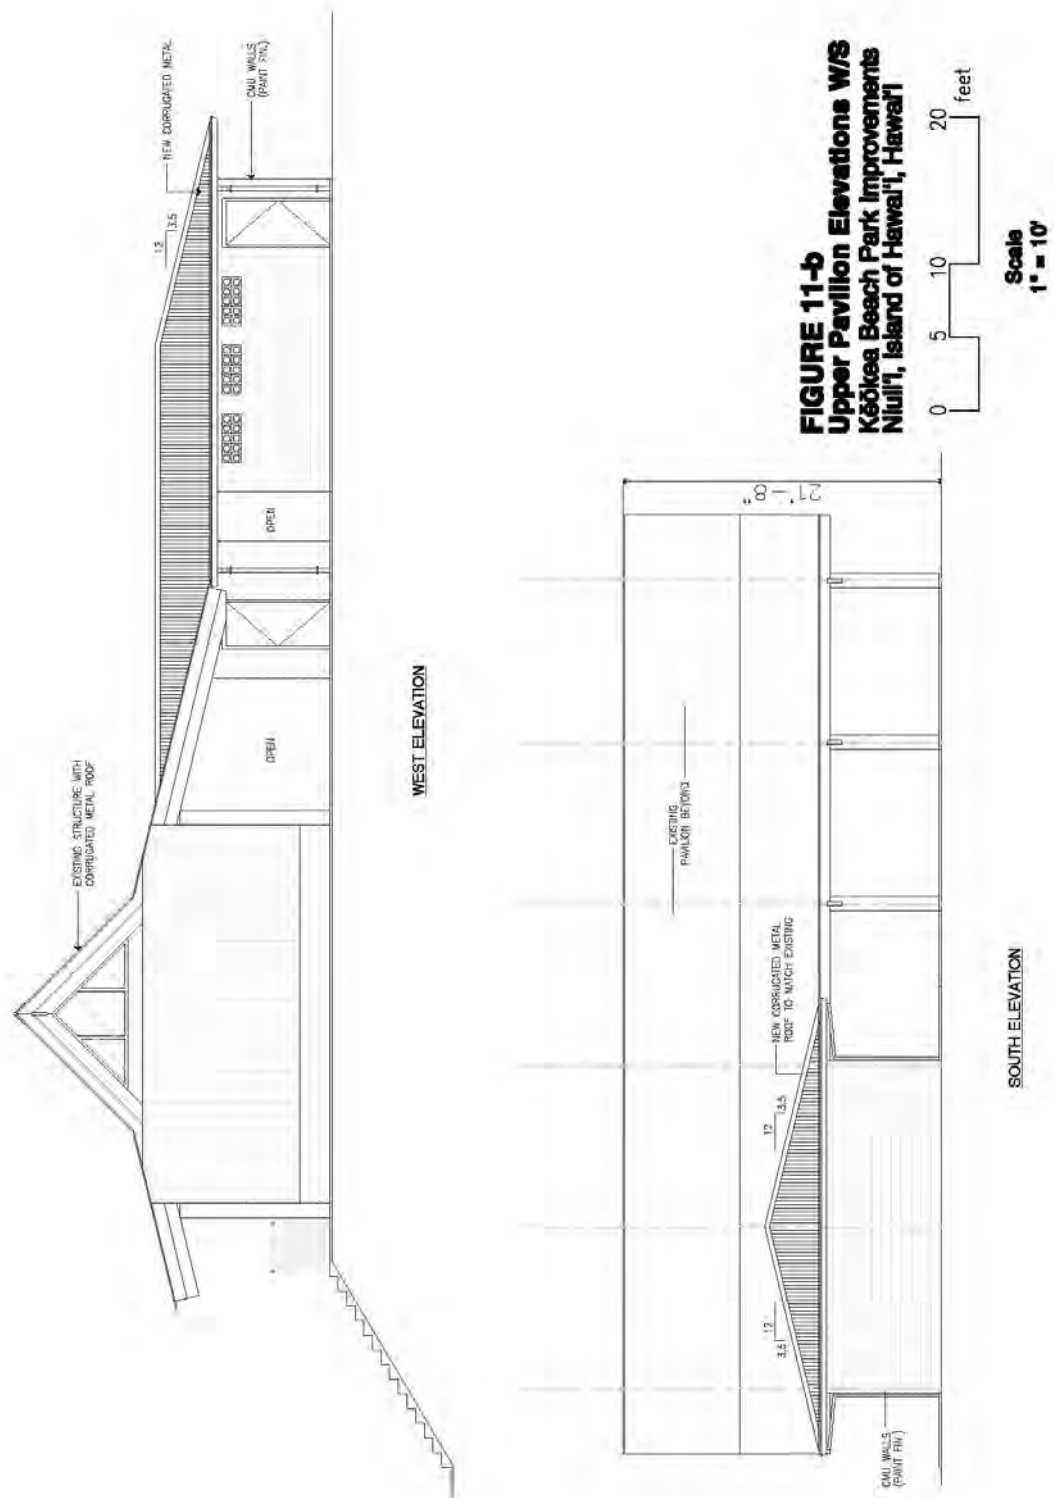 EXISTING STRUCTURE WITH
CORRUGATED METAL ROOF
12
3.5
NEW CORRUGATED METAL
CMU WALLS
(PAINT FIN.)
OPEN
OPEN
WEST ELEVATION
CMU WALLS
(PAINT FIN.)
3.5
12
12
3.5
NEW CORRUGATED METAL
ROOF TO MATCH EXISTING
EXISTING
PAVILION BEYOND
21'-8"
SOUTH ELEVATION
FIGURE 11-b
Upper Pavilion Elevations W/S
Kēōkea Beach Park Improvements
Niuli'i, Island of Hawai'i, Hawai'i
0 5 10 20
feet
Scale
1" = 10'